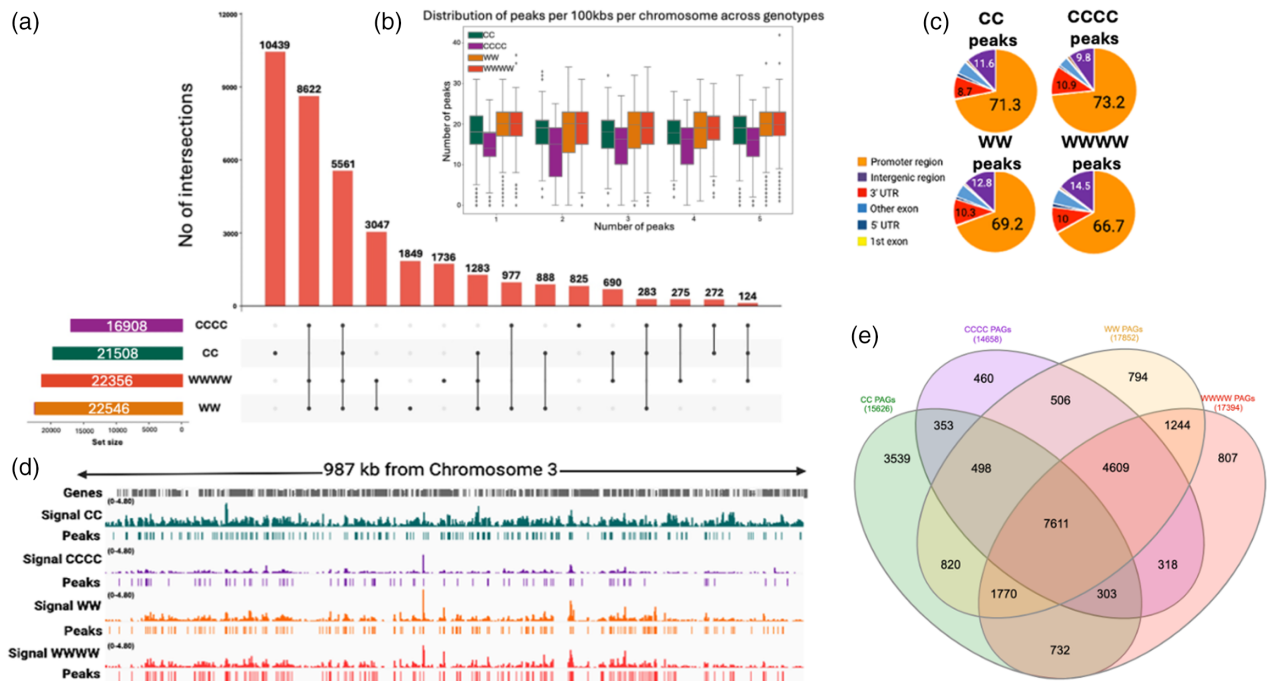 (a)
No of intersections
12000
9000
6000
3000
0
10439
8622
5561
3047
1849
1736
1283
977
888
825
690
283
275
272
124
16908 CCCC
21508 CC
22356 WWWW
22546 WW
20000 15000 10000 5000 0
Set size
(b)
Distribution of peaks per 100kbs per chromosome across genotypes
CC
CCCC
WW
WWWWW
Number of peaks
40
30
20
10
0
1 2 3 4 5
Number of peaks
(c)
CC
peaks
11.6
8.7
71.3
CCCC
peaks
9.8
10.9
73.2
WW
peaks
12.8
10.3
69.2
WWWW
peaks
14.5
10
66.7
Promoter region
Intergenic region
3' UTR
Other exon
5' UTR
1st exon
(d)
987 kb from Chromosome 3
Genes
(0-4.80)
Signal CC
Peaks
(0-4.80)
Signal CCCC
Peaks
(0-4.80)
Signal WW
Peaks
(0-4.80)
Signal WWWW
Peaks
(e)
CCCC PAGs
(14658)
WW PAGs
(17852)
CC PAGs
(15626)
WWWW PAGs
(17394)
460
794
506
353
1244
3539
498
4609
807
7611
820
318
1770
303
732